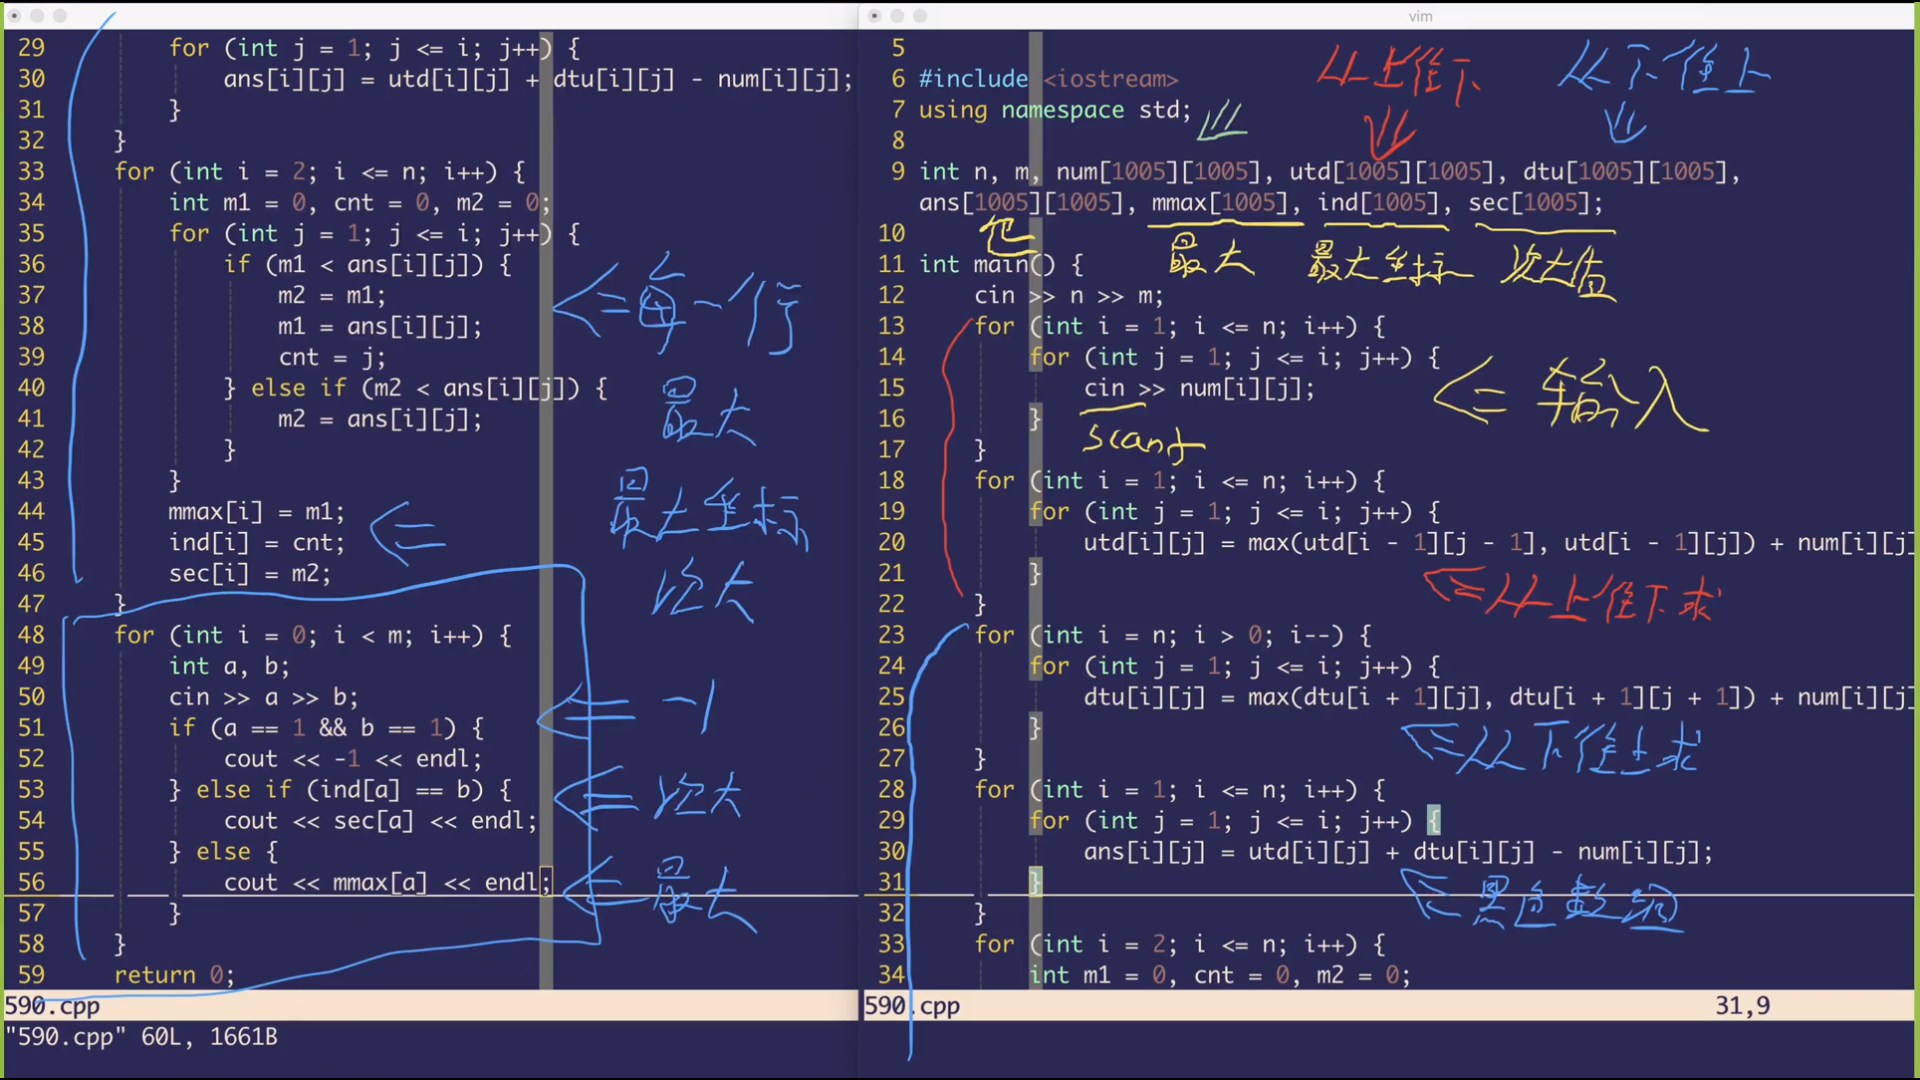 29 for (int j = 1; j <= i; j++) {
30 ans[i][j] = utd[i][j] + dtu[i][j] - num[i][j];
31 }
32 }
33 for (int i = 2; i <= n; i++) {
34 int m1 = 0, cnt = 0, m2 = 0;
35 for (int j = 1; j <= i; j++) {
36 if (m1 < ans[i][j]) {
37 m2 = m1;
38 m1 = ans[i][j];
39 cnt = j;
40 } else if (m2 < ans[i][j]) {
41 m2 = ans[i][j];
42 }
43 }
44 mmax[i] = m1;
45 ind[i] = cnt;
46 sec[i] = m2;
47 }
48 for (int i = 0; i < m; i++) {
49 int a, b;
50 cin >> a >> b;
51 if (a == 1 && b == 1) {
52 cout << -1 << endl;
53 } else if (ind[a] == b) {
54 cout << sec[a] << endl;
55 } else {
56 cout << mmax[a] << endl;
57 }
58 }
59 return 0;
590.cpp
"590.cpp" 60L, 1661B
每一行
最大
最大坐标
次大
-1
次大
最大
vim
5
6 #include <iostream>
7 using namespace std;
8
9 int n, m, num[1005][1005], utd[1005][1005], dtu[1005][1005],
ans[1005][1005], mmax[1005], ind[1005], sec[1005];
10
11 int main() {
12 cin >> n >> m;
13 for (int i = 1; i <= n; i++) {
14 for (int j = 1; j <= i; j++) {
15 cin >> num[i][j];
16 }
17 }
18 for (int i = 1; i <= n; i++) {
19 for (int j = 1; j <= i; j++) {
20 utd[i][j] = max(utd[i - 1][j - 1], utd[i - 1][j]) + num[i][j]
21 }
22 }
23 for (int i = n; i > 0; i--) {
24 for (int j = 1; j <= i; j++) {
25 dtu[i][j] = max(dtu[i + 1][j], dtu[i + 1][j + 1]) + num[i][j]
26 }
27 }
28 for (int i = 1; i <= n; i++) {
29 for (int j = 1; j <= i; j++) {
30 ans[i][j] = utd[i][j] + dtu[i][j] - num[i][j];
31 }
32 }
33 for (int i = 2; i <= n; i++) {
34 int m1 = 0, cnt = 0, m2 = 0;
590.cpp 31,9
从上往下
从下往上
最大
最大坐标
次大值
输入
scanf
从上往下求
从下往上求
黑色数组